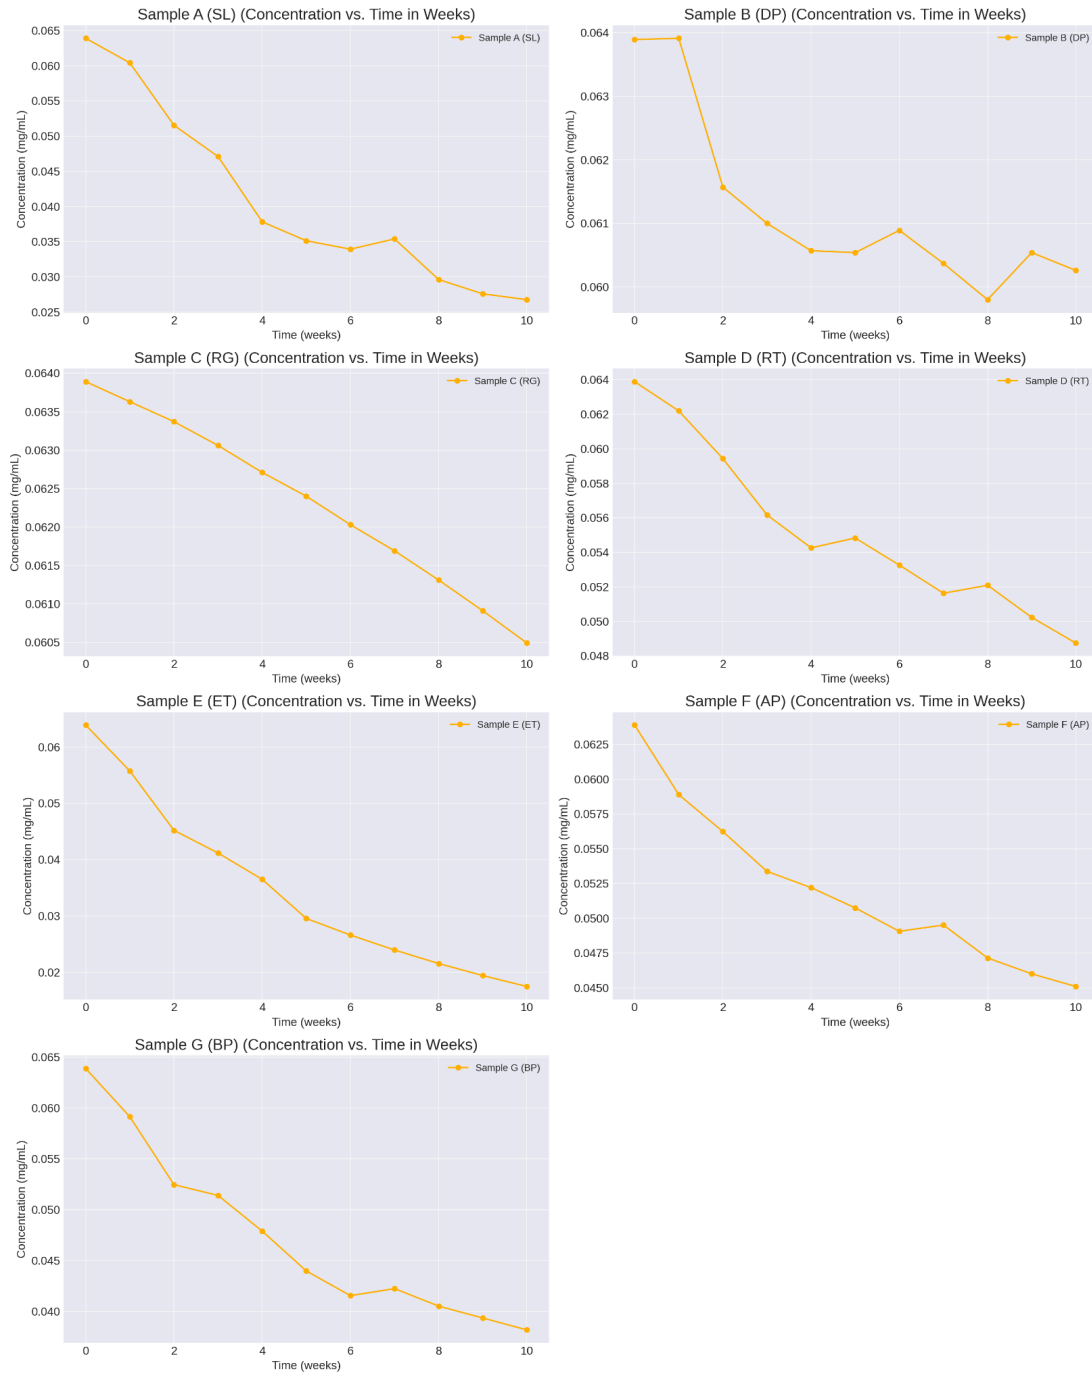 Sample A (SL) (Concentration vs. Time in Weeks)
Sample A (SL)
Concentration (mg/mL)
0.065
0.060
0.055
0.050
0.045
0.040
0.035
0.030
0.025
0 2 4 6 8 10
Time (weeks)
Sample B (DP) (Concentration vs. Time in Weeks)
Sample B (DP)
Concentration (mg/mL)
0.064
0.063
0.062
0.061
0.060
0 2 4 6 8 10
Time (weeks)
Sample C (RG) (Concentration vs. Time in Weeks)
Sample C (RG)
Concentration (mg/mL)
0.0640
0.0635
0.0630
0.0625
0.0620
0.0615
0.0610
0.0605
0 2 4 6 8 10
Time (weeks)
Sample D (RT) (Concentration vs. Time in Weeks)
Sample D (RT)
Concentration (mg/mL)
0.064
0.062
0.060
0.058
0.056
0.054
0.052
0.050
0.048
0 2 4 6 8 10
Time (weeks)
Sample E (ET) (Concentration vs. Time in Weeks)
Sample E (ET)
Concentration (mg/mL)
0.06
0.05
0.04
0.03
0.02
0 2 4 6 8 10
Time (weeks)
Sample F (AP) (Concentration vs. Time in Weeks)
Sample F (AP)
Concentration (mg/mL)
0.0625
0.0600
0.0575
0.0550
0.0525
0.0500
0.0475
0.0450
0 2 4 6 8 10
Time (weeks)
Sample G (BP) (Concentration vs. Time in Weeks)
Sample G (BP)
Concentration (mg/mL)
0.065
0.060
0.055
0.050
0.045
0.040
0 2 4 6 8 10
Time (weeks)